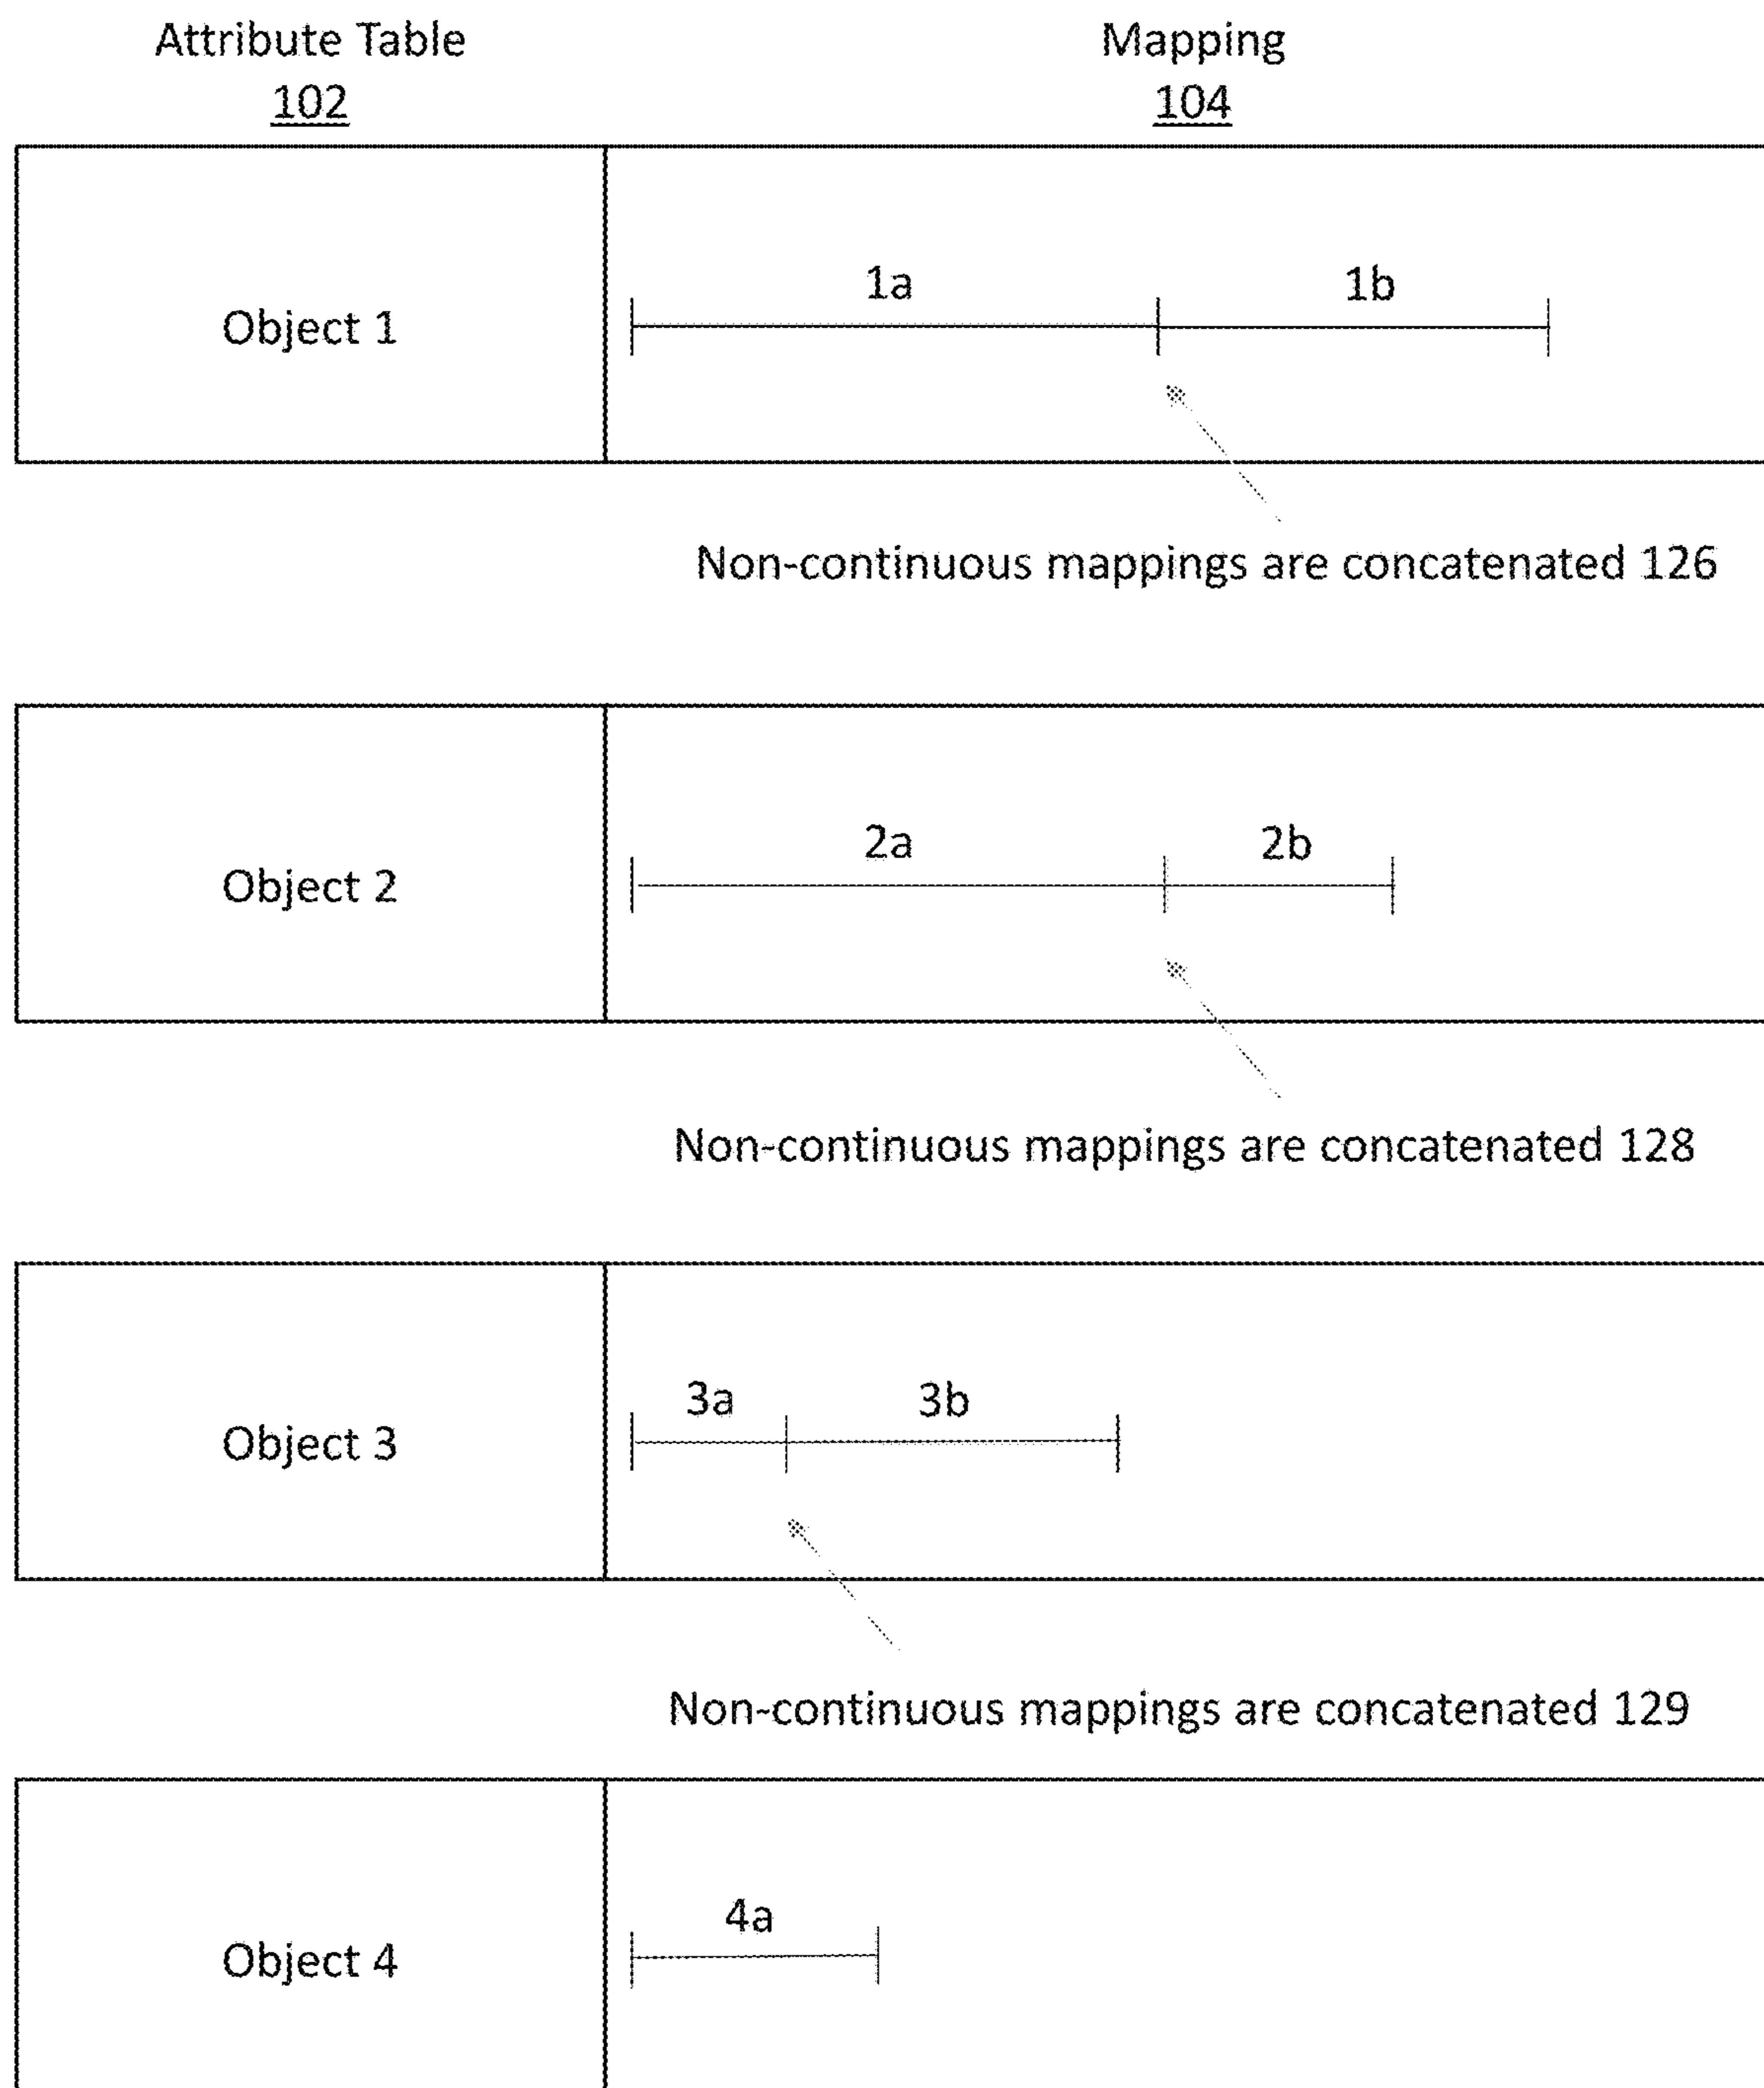 Attribute Table
102
Mapping
104
Object 1
1a
1b
Non-continuous mappings are concatenated 126
Object 2
2a
2b
Non-continuous mappings are concatenated 128
Object 3
3a
3b
Non-continuous mappings are concatenated 129
Object 4
4a